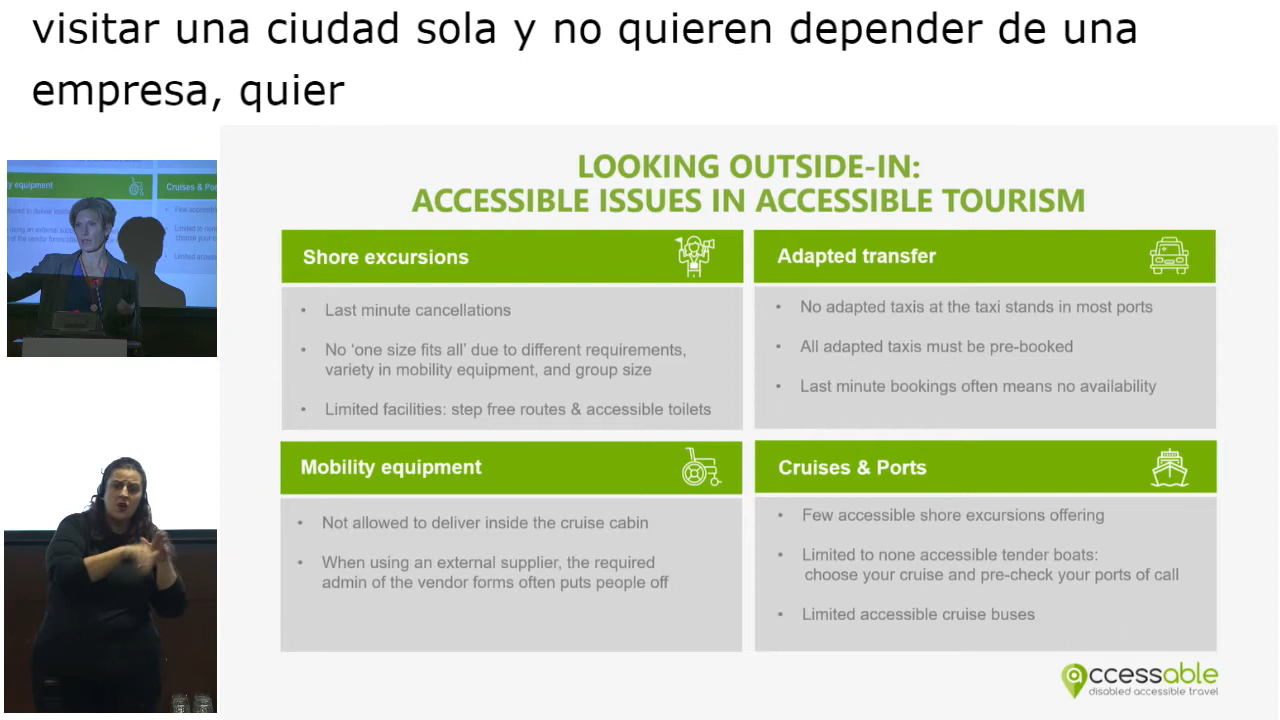 visitar una ciudad sola y no quieren depender de una
empresa, quier
LOOKING OUTSIDE-IN:
ACCESSIBLE ISSUES IN ACCESSIBLE TOURISM
Shore excursions
• Last minute cancellations
• No ‘one size fits all’ due to different requirements,
variety in mobility equipment, and group size
• Limited facilities: step free routes & accessible toilets
Adapted transfer
• No adapted taxis at the taxi stands in most ports
• All adapted taxis must be pre-booked
• Last minute bookings often means no availability
Mobility equipment
• Not allowed to deliver inside the cruise cabin
• When using an external supplier, the required
admin of the vendor forms often puts people off
Cruises & Ports
• Few accessible shore excursions offering
• Limited to none accessible tender boats:
choose your cruise and pre-check your ports of call
• Limited accessible cruise buses
accessable
disabled accessible travel
equipment
Cruises & Ports